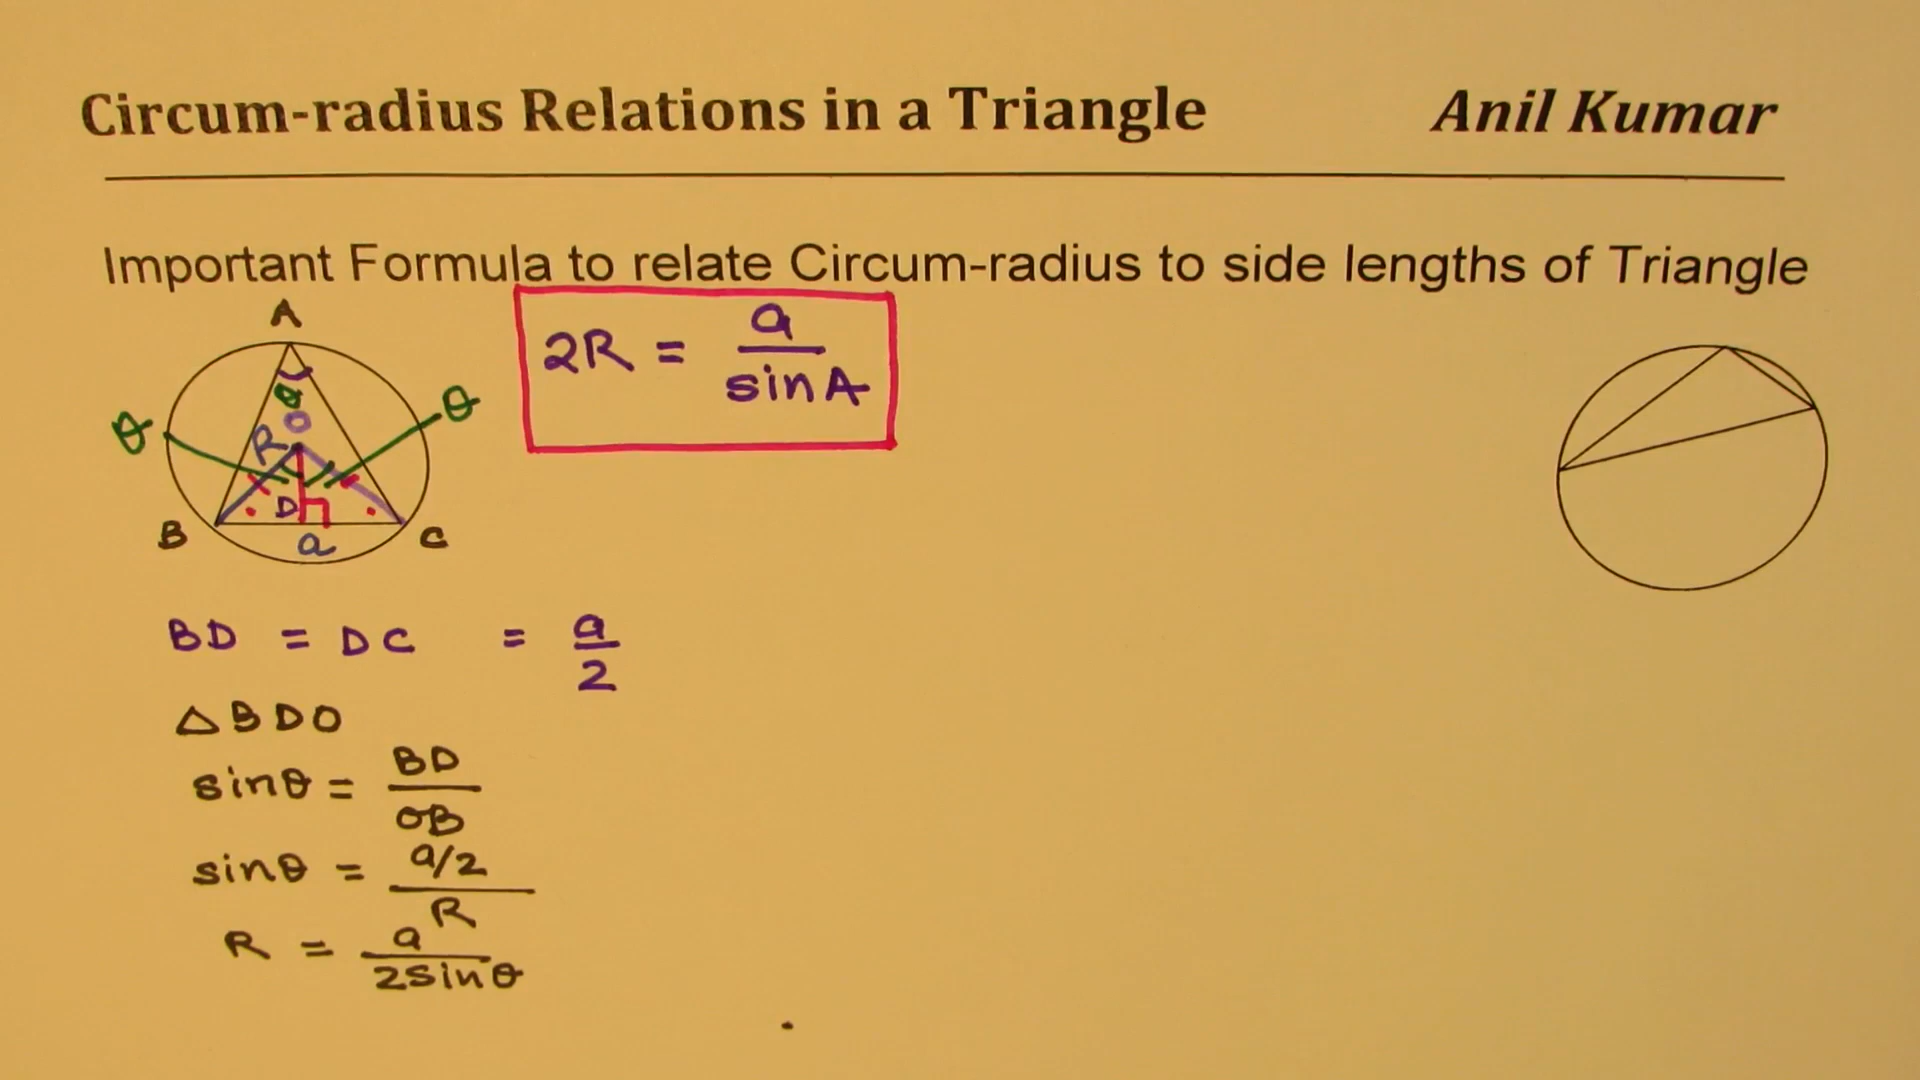 Circum-radius Relations in a Triangle Anil Kumar
Important Formula to relate Circum-radius to side lengths of Triangle
A
2R = a/sinA
θ
O
θ
θ
R
D
B a C
BD = DC = a/2
△BDO
sinθ = BD/OB
sinθ = a/2/R
R = a/2sinθ